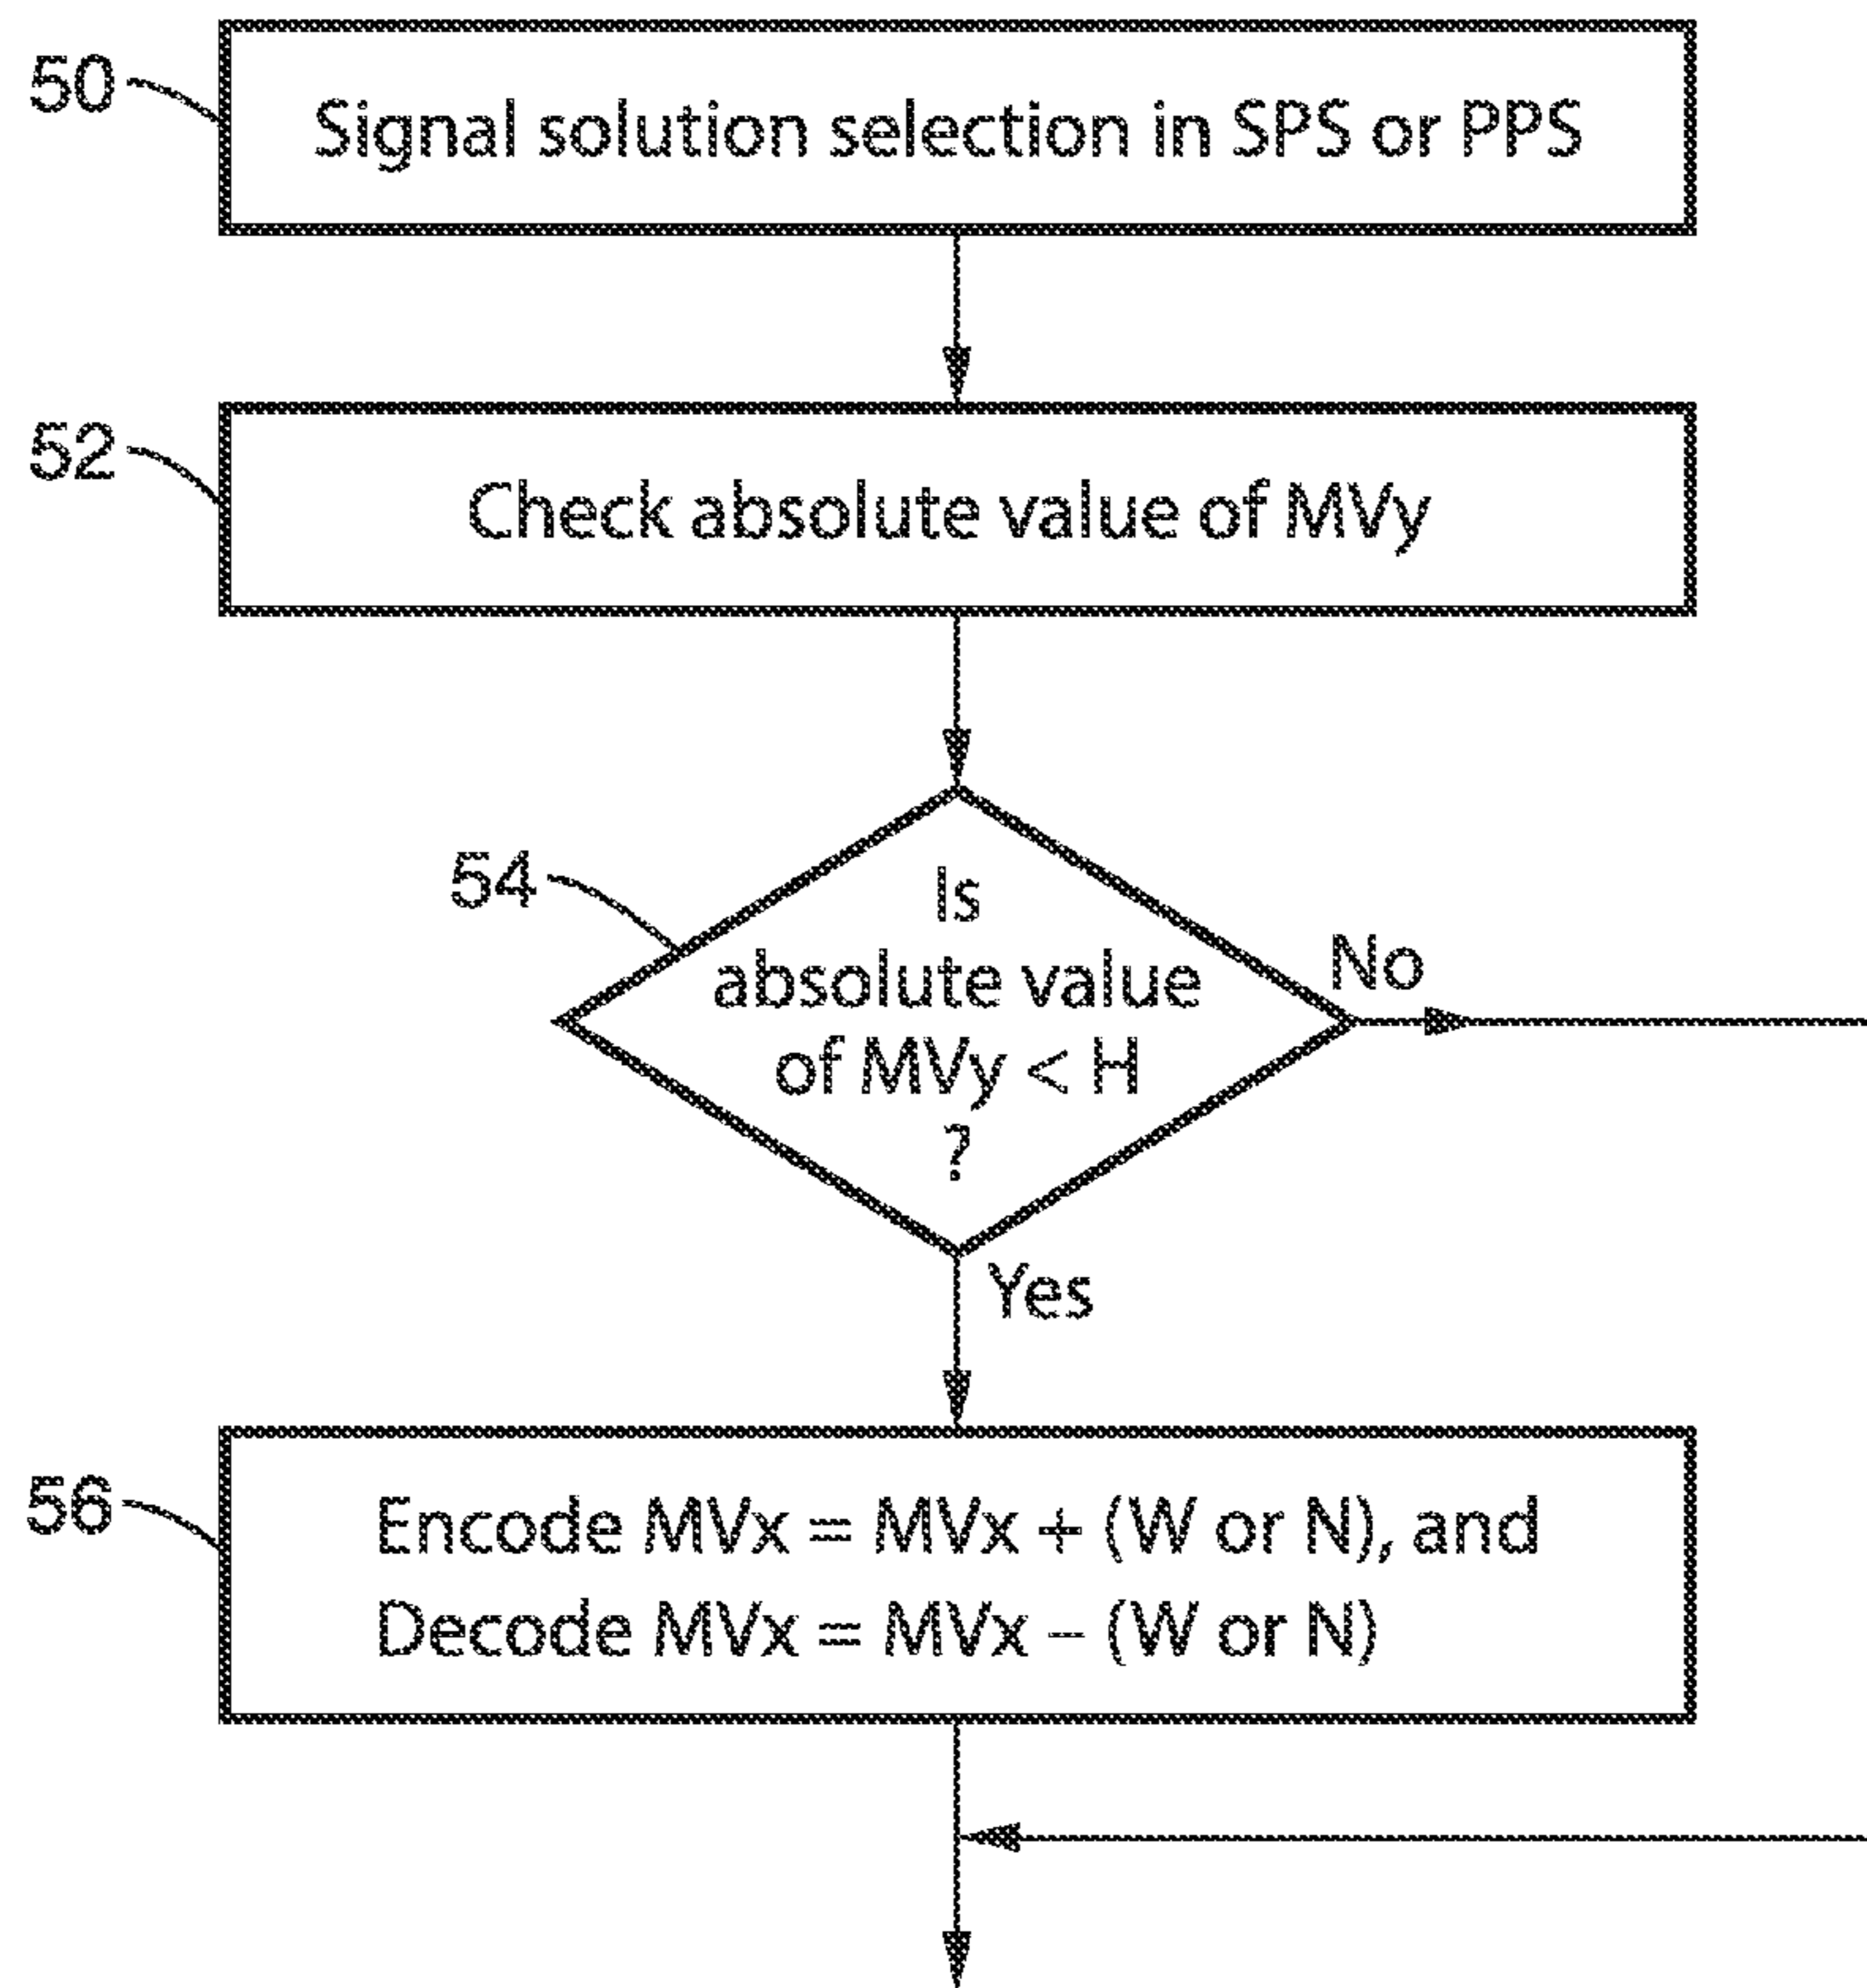 50
Signal solution selection in SPS or PPS
52
Check absolute value of MVy
54
Is
absolute value
of MVy < H
?
No
Yes
56
Encode MVx = MVx + (W or N), and
Decode MVx = MVx – (W or N)